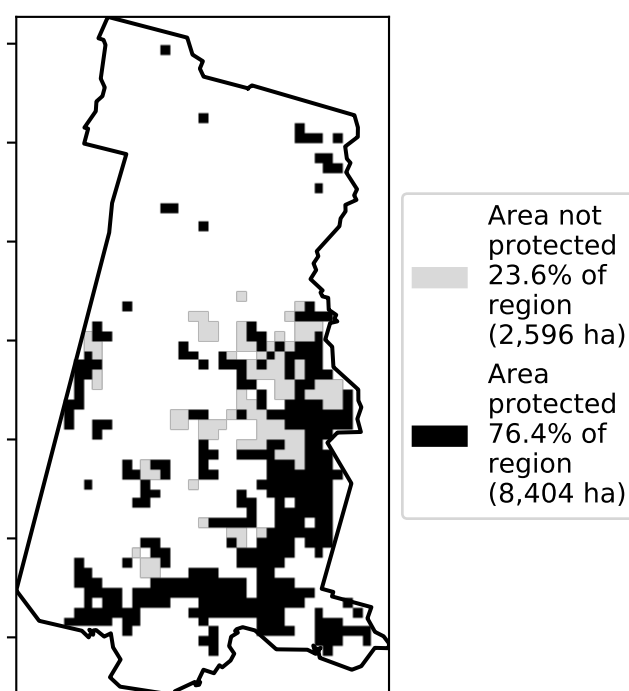 Area not
protected
23.6% of
region
(2,596 ha)
Area
protected
76.4% of
region
(8,404 ha)